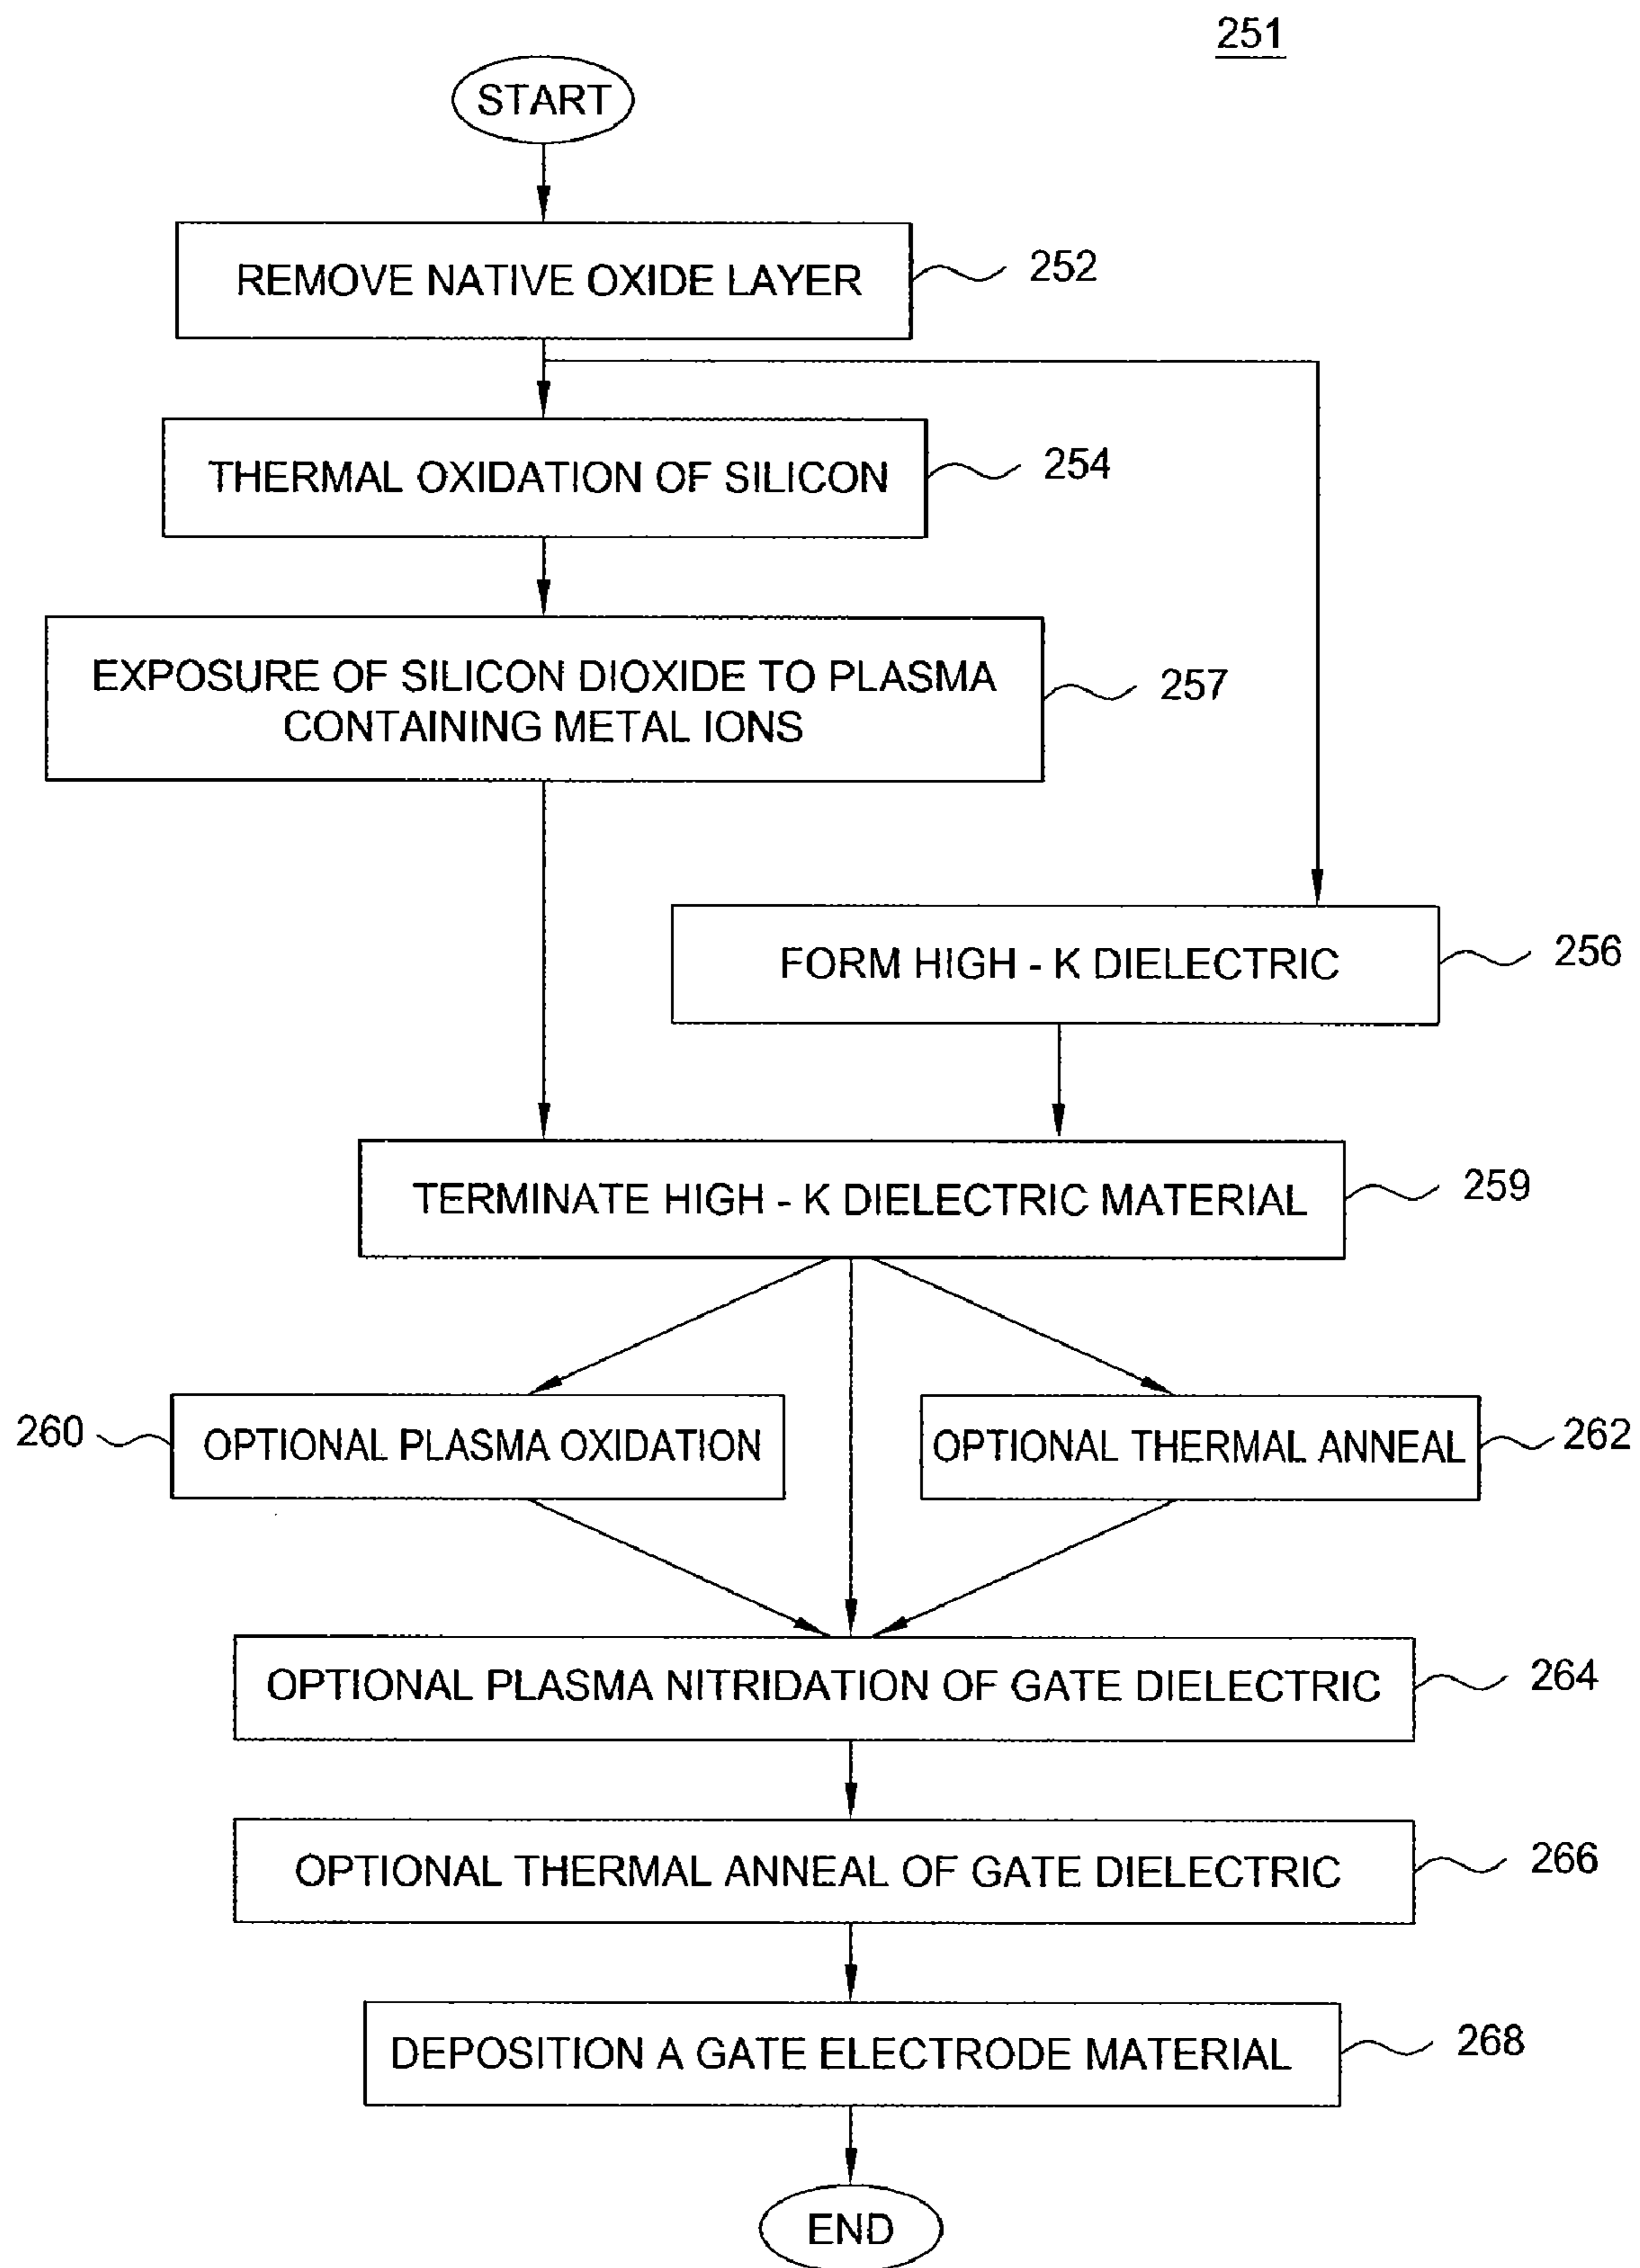 251
START
REMOVE NATIVE OXIDE LAYER
252
THERMAL OXIDATION OF SILICON
254
EXPOSURE OF SILICON DIOXIDE TO PLASMA
CONTAINING METAL IONS
257
FORM HIGH - K DIELECTRIC
256
TERMINATE HIGH - K DIELECTRIC MATERIAL
259
260
OPTIONAL PLASMA OXIDATION
OPTIONAL THERMAL ANNEAL
262
OPTIONAL PLASMA NITRIDATION OF GATE DIELECTRIC
264
OPTIONAL THERMAL ANNEAL OF GATE DIELECTRIC
266
DEPOSITION A GATE ELECTRODE MATERIAL
268
END